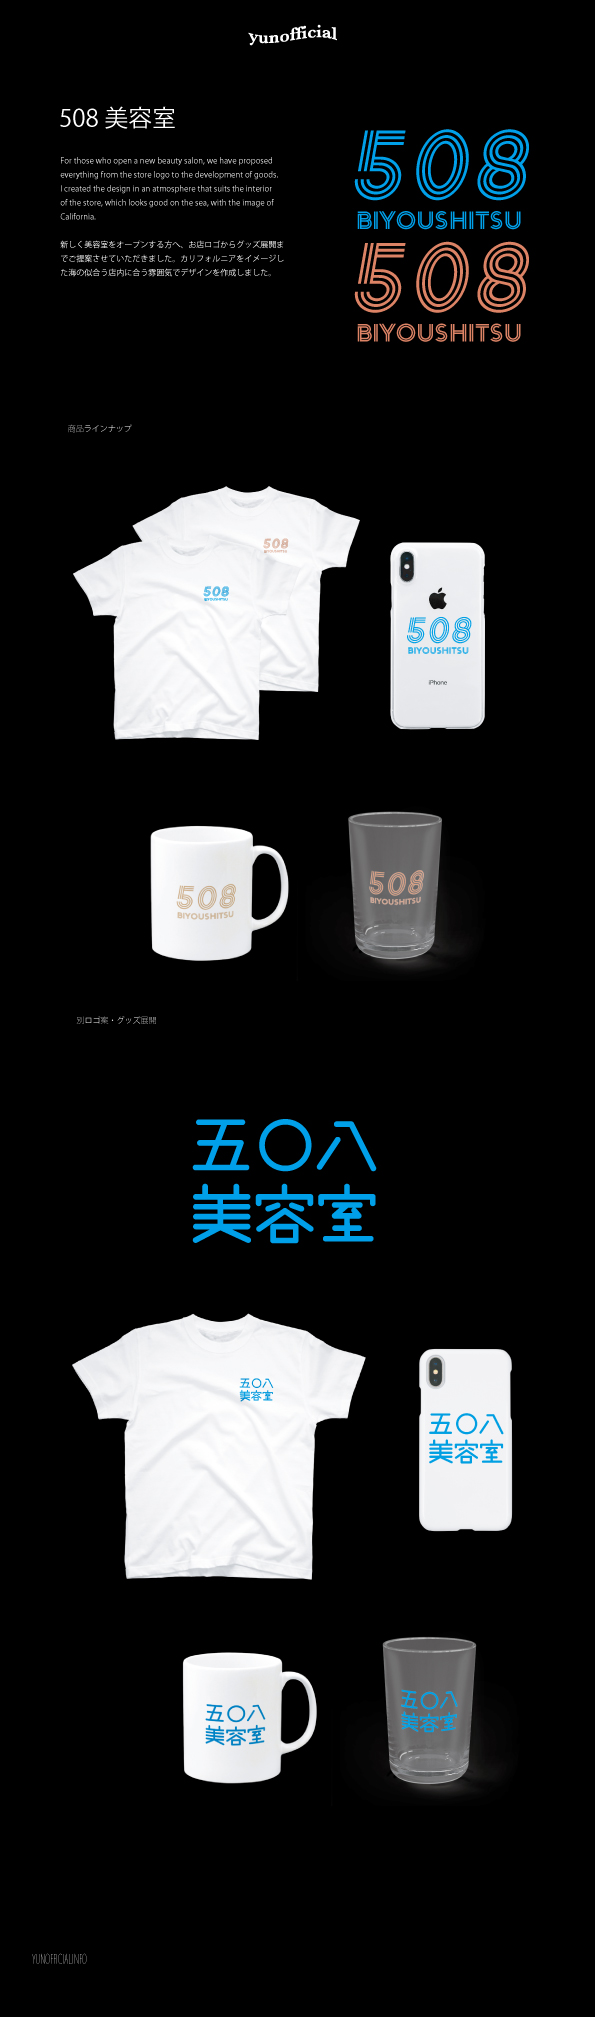 yunofficial
508 美容室
For those who open a new beauty salon, we have proposed
everything from the store logo to the development of goods.
I created the design in an atmosphere that suits the interior
of the store, which looks good on the sea, with the image of
California.
新しく美容室をオープンする方へ、お店ロゴからグッズ展開ま
でご提案させていただきました。カリフォルニアをイメージし
た海の似合う店内に合う雰囲気でデザインを作成しました。
508
BIYOUSHITSU
508
BIYOUSHITSU
商品ラインナップ
508
BIYOUSHITSU
508
BIYOUSHITSU
508
BIYOUSHITSU
iPhone
508
BIYOUSHITSU
508
BIYOUSHITSU
別ロゴ案・グッズ展開
五〇八
美容室
五〇八
美容室
五〇八
美容室
五〇八
美容室
五〇八
美容室
YUNOFFICIAL.INFO